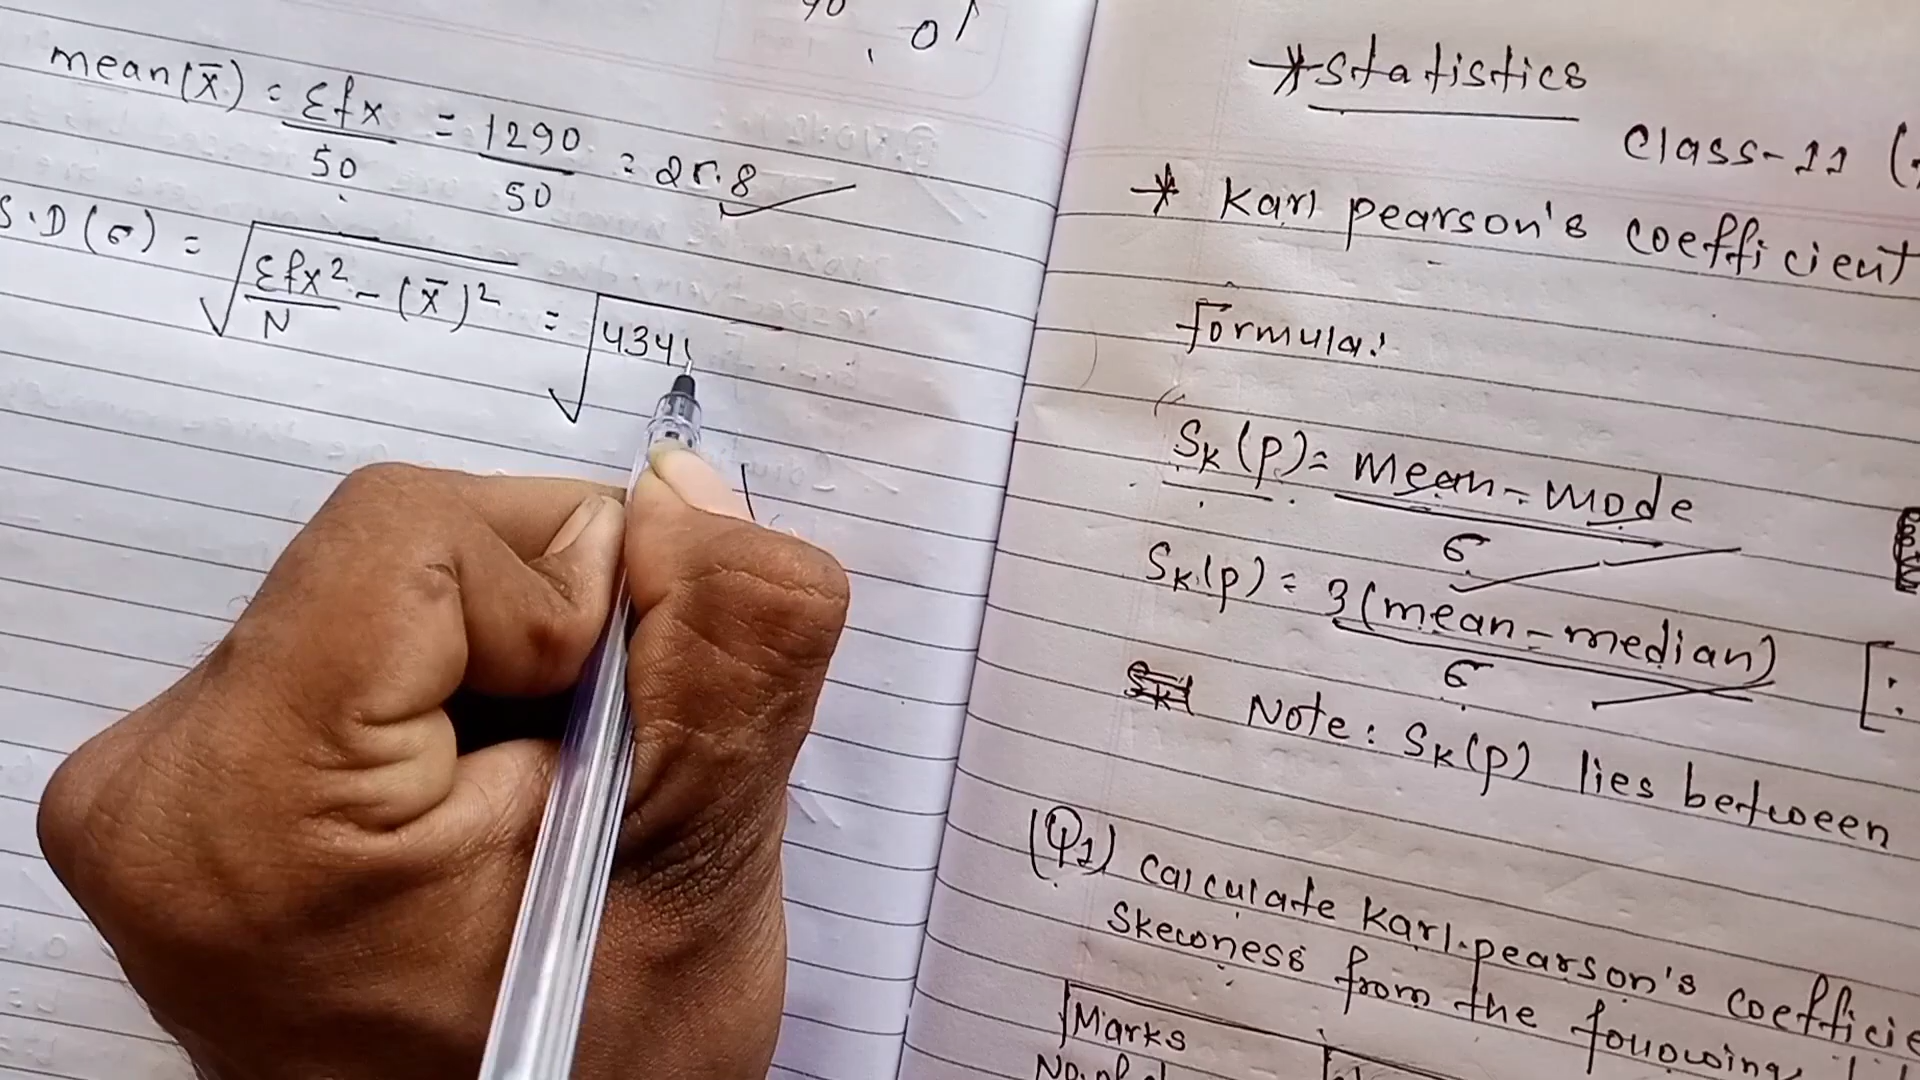 mean(x̄) = Σfx / 50 = 1290 / 50 = 25.8
S.D(σ) = √(Σfx² / N - (x̄)²) = √434
*Statistics
Class-11
* Karl pearson's coefficient
formula:
Sk(p) = mean - mode / σ
Sk(p) = 3(mean - median) / σ
Note: Sk(p) lies between
(Q1) Calculate Karl.pearson's coefficie
Skewness from the following
Marks